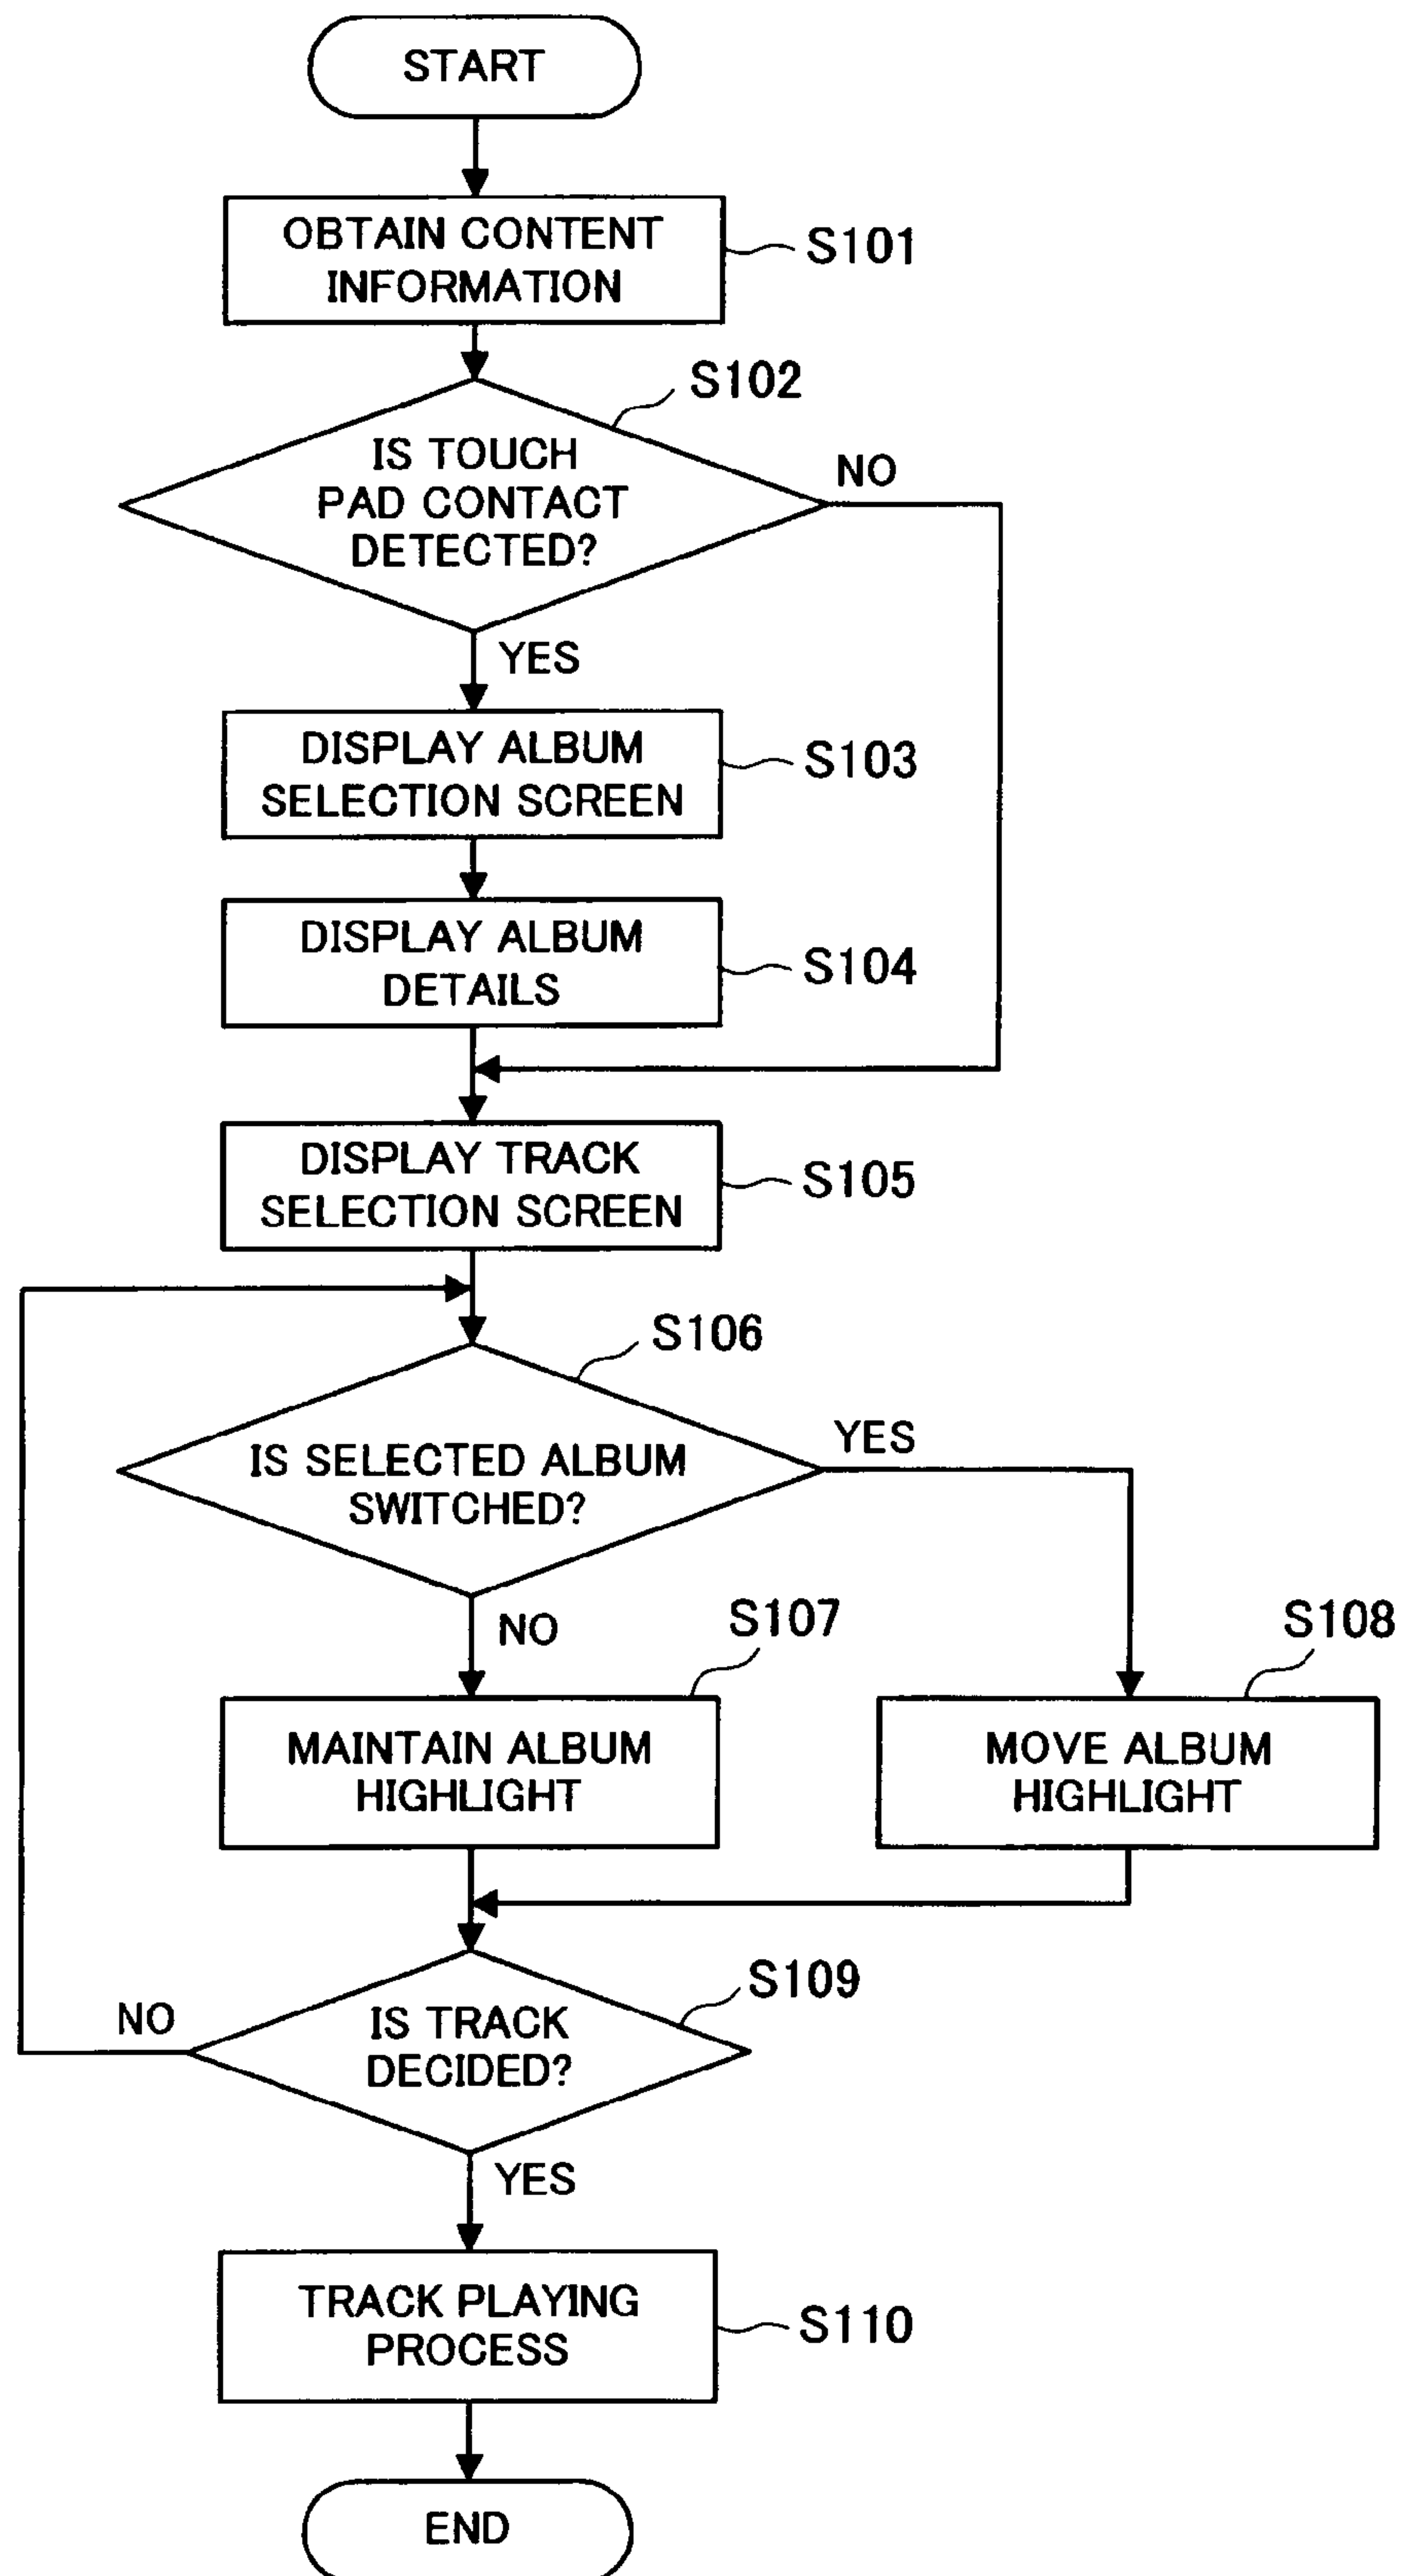 START
OBTAIN CONTENT
INFORMATION
S101
S102
IS TOUCH
PAD CONTACT
DETECTED?
NO
YES
DISPLAY ALBUM
SELECTION SCREEN
S103
DISPLAY ALBUM
DETAILS
S104
DISPLAY TRACK
SELECTION SCREEN
S105
S106
IS SELECTED ALBUM
SWITCHED?
YES
NO
S107
S108
MAINTAIN ALBUM
HIGHLIGHT
MOVE ALBUM
HIGHLIGHT
S109
IS TRACK
DECIDED?
NO
YES
TRACK PLAYING
PROCESS
S110
END